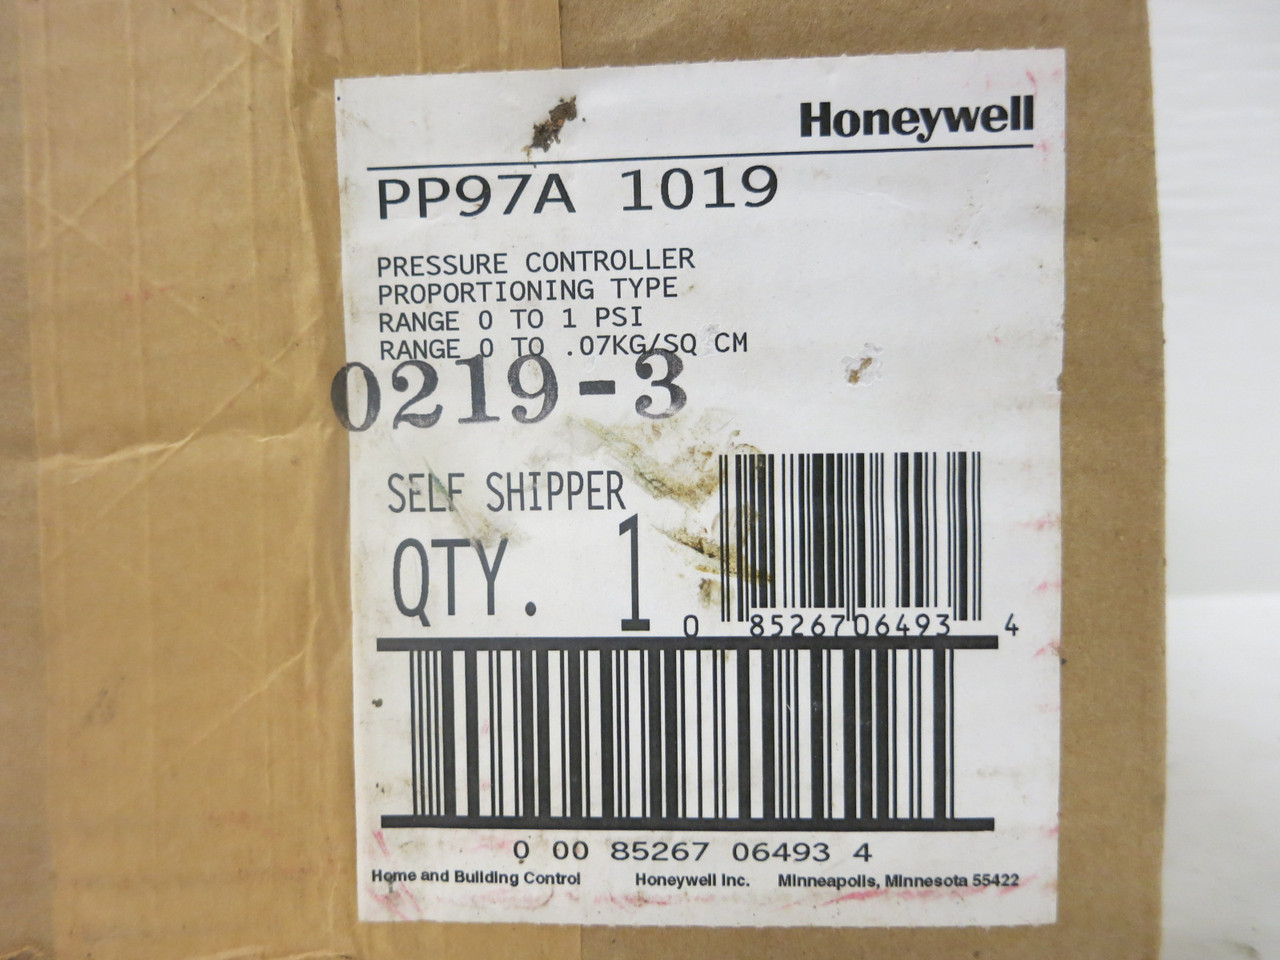 Honeywell
PP97A 1019
PRESSURE CONTROLLER
PROPORTIONING TYPE
RANGE 0 TO 1 PSI
RANGE 0 TO .07KG/SQ CM
0219-3
SELF SHIPPER
QTY. 1
0 85267 06493 4
0 00 85267 06493 4
Home and Building Control Honeywell Inc. Minneapolis, Minnesota 55422